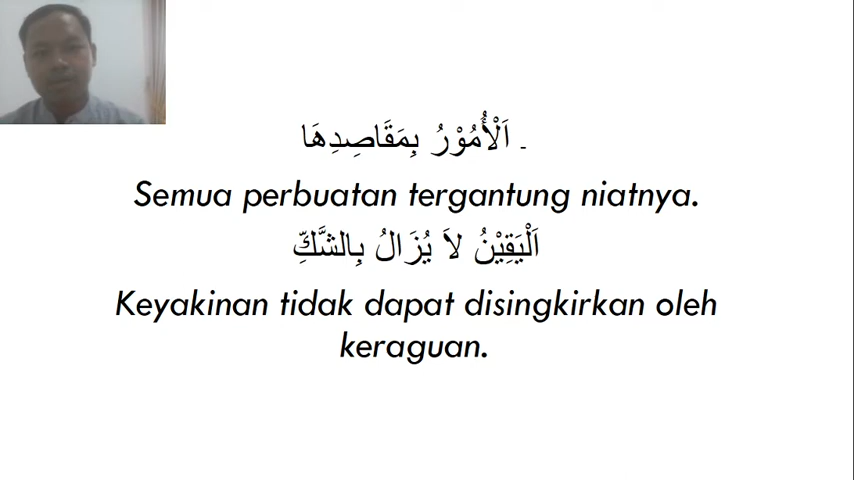 - اَلْأُمُوْرُ بِمَقَاصِدِهَا
Semua perbuatan tergantung niatnya.
اَلْيَقِيْنُ لاَ يُزَالُ بِالشَّكِّ
Keyakinan tidak dapat disingkirkan oleh
keraguan.